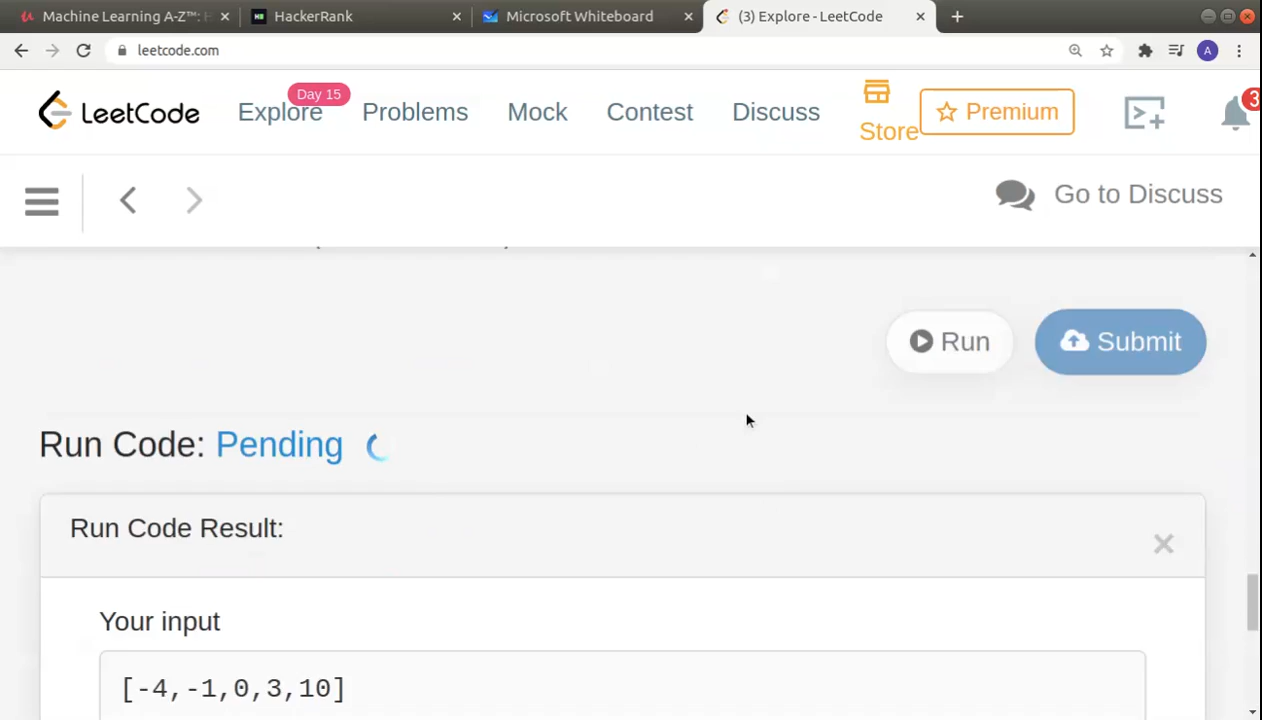 Machine Learning A-Z™: H
HackerRank
Microsoft Whiteboard
(3) Explore - LeetCode
leetcode.com
A
LeetCode
Explore
Day 15
Problems
Mock
Contest
Discuss
Store
Premium
3
Go to Discuss
Run
Submit
Run Code: Pending
Run Code Result:
Your input
[-4,-1,0,3,10]